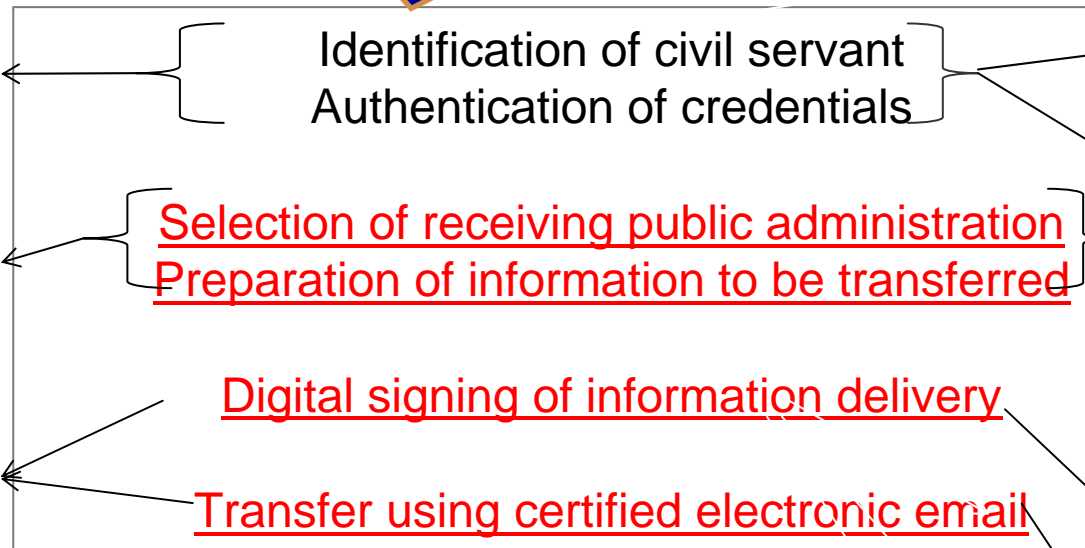 Identification of civil servant
Authentication of credentials
Selection of receiving public administration
Preparation of information to be transferred
Digital signing of information delivery
Transfer using certified electronic email